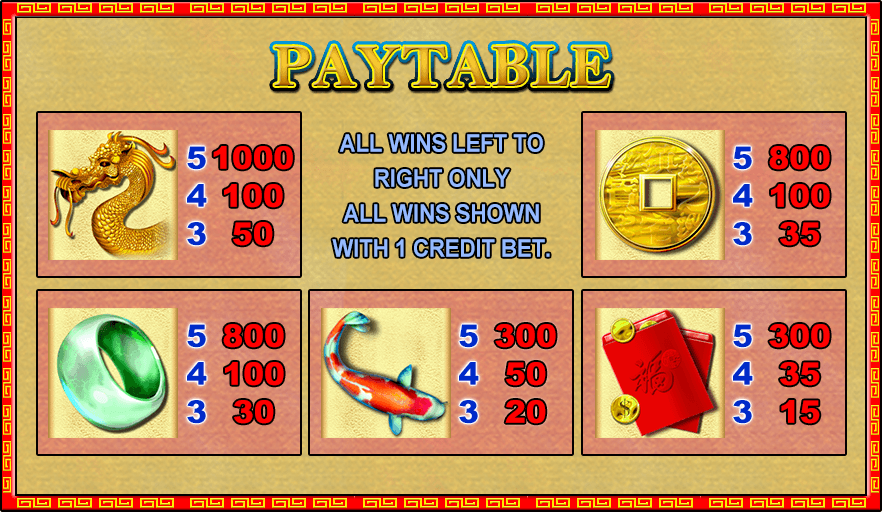 PAYTABLE
5 1000
4 100
3 50
ALL WINS LEFT TO
RIGHT ONLY
ALL WINS SHOWN
WITH 1 CREDIT BET.
5 800
4 100
3 35
5 800
4 100
3 30
5 300
4 50
3 20
福
$
5 300
4 35
3 15